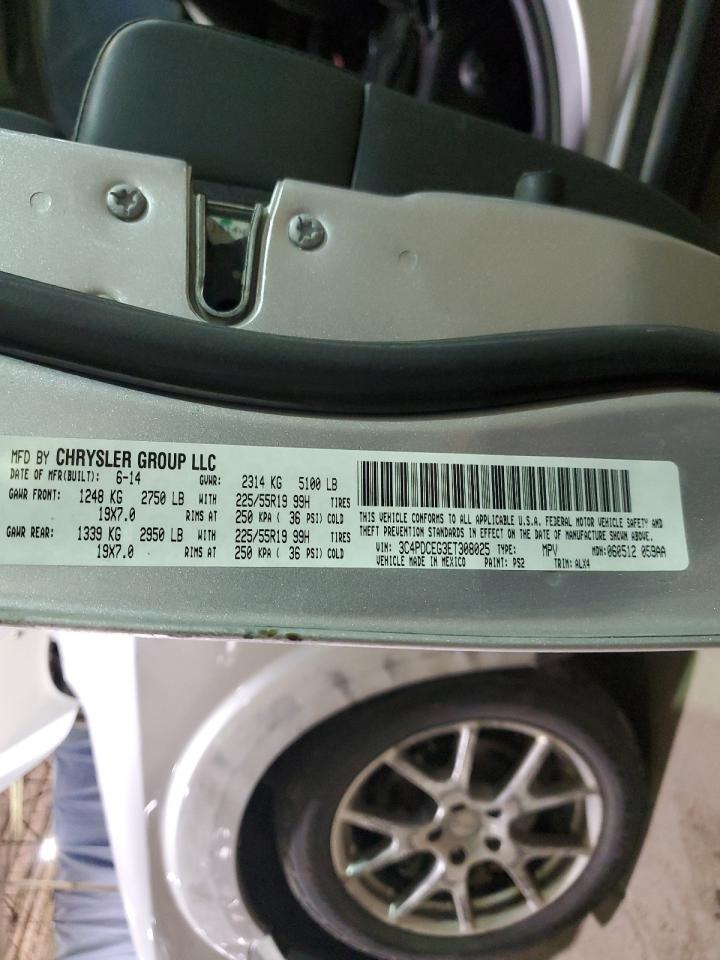 MFD BY CHRYSLER GROUP LLC
DATE OF MFR(BUILT): 6-14 GVWR: 2314 KG 5100 LB
GAWR FRONT: 1248 KG 2750 LB WITH 225/55R19 99H TIRES
19X7.0 RIMS AT 250 KPA ( 36 PSI) COLD
GAWR REAR: 1339 KG 2950 LB WITH 225/55R19 99H TIRES
19X7.0 RIMS AT 250 KPA ( 36 PSI) COLD
THIS VEHICLE CONFORMS TO ALL APPLICABLE U.S.A. FEDERAL MOTOR VEHICLE SAFETY AND
THEFT PREVENTION STANDARDS IN EFFECT ON THE DATE OF MANUFACTURE SHOWN ABOVE.
VIN: 3C4PDCEG3ET308025 TYPE: MPV MDH: 060512 059AA
VEHICLE MADE IN MEXICO PAINT: PS2 TRIM: ALX4